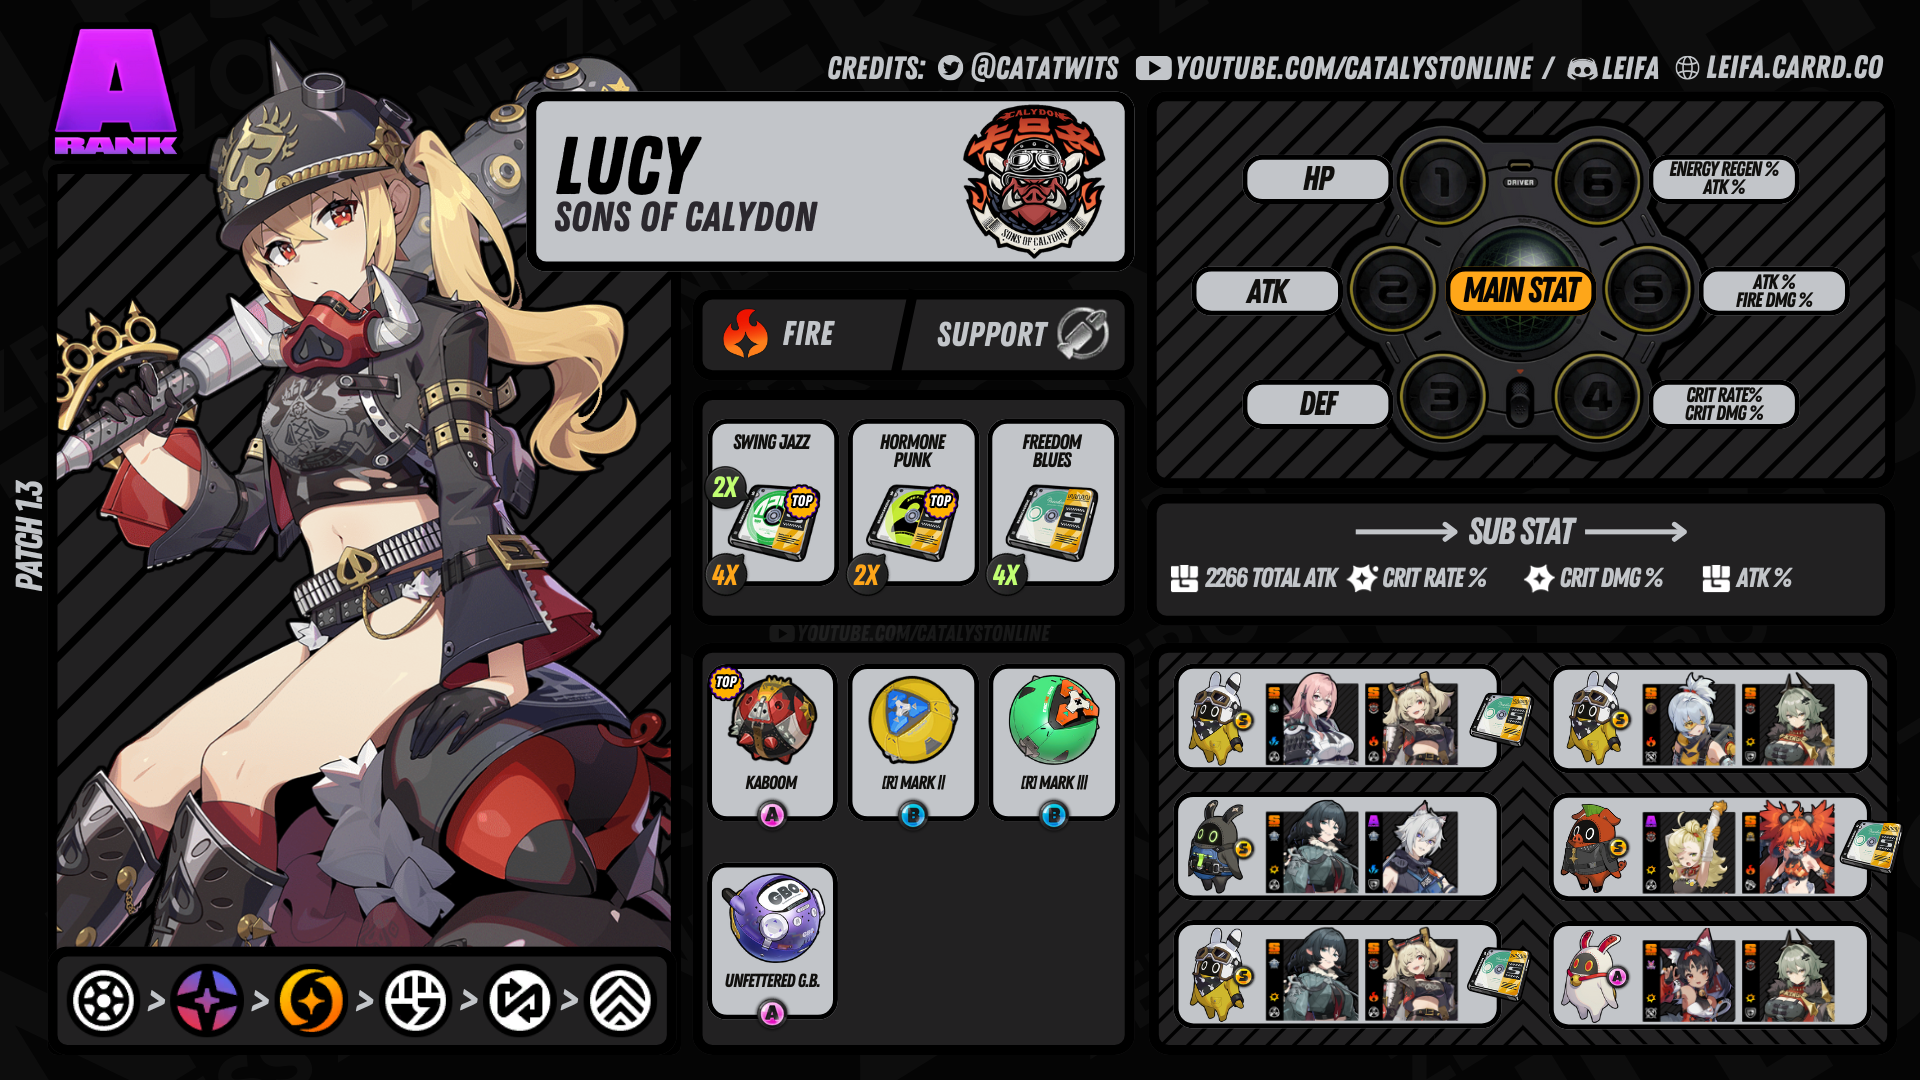 A
RANK
CREDITS: @CATATWITS YOUTUBE.COM/CATALYSTONLINE / LEIFA LEIFA.CARRD.CO
LUCY
SONS OF CALYDON
CALYDON
SONS OF CALYDON
FIRE
SUPPORT
PATCH 1.3
SWING JAZZ
2X
TOP
4X
HORMONE
PUNK
TOP
2X
FREEDOM
BLUES
4X
YOUTUBE.COM/CATALYSTONLINE
TOP
KABOOM
A
[R] MARK ||
B
[R] MARK |||
B
GBO
UNFETTERED G.B.
A
HP
1
DRIVER
6
ENERGY REGEN %
ATK %
ATK
2
MAIN STAT
5
ATK %
FIRE DMG %
DEF
3
4
CRIT RATE%
CRIT DMG %
SUB STAT
2266 TOTAL ATK CRIT RATE % CRIT DMG % ATK %
S S S
S S S
S S A
S A S
S S S
A S S